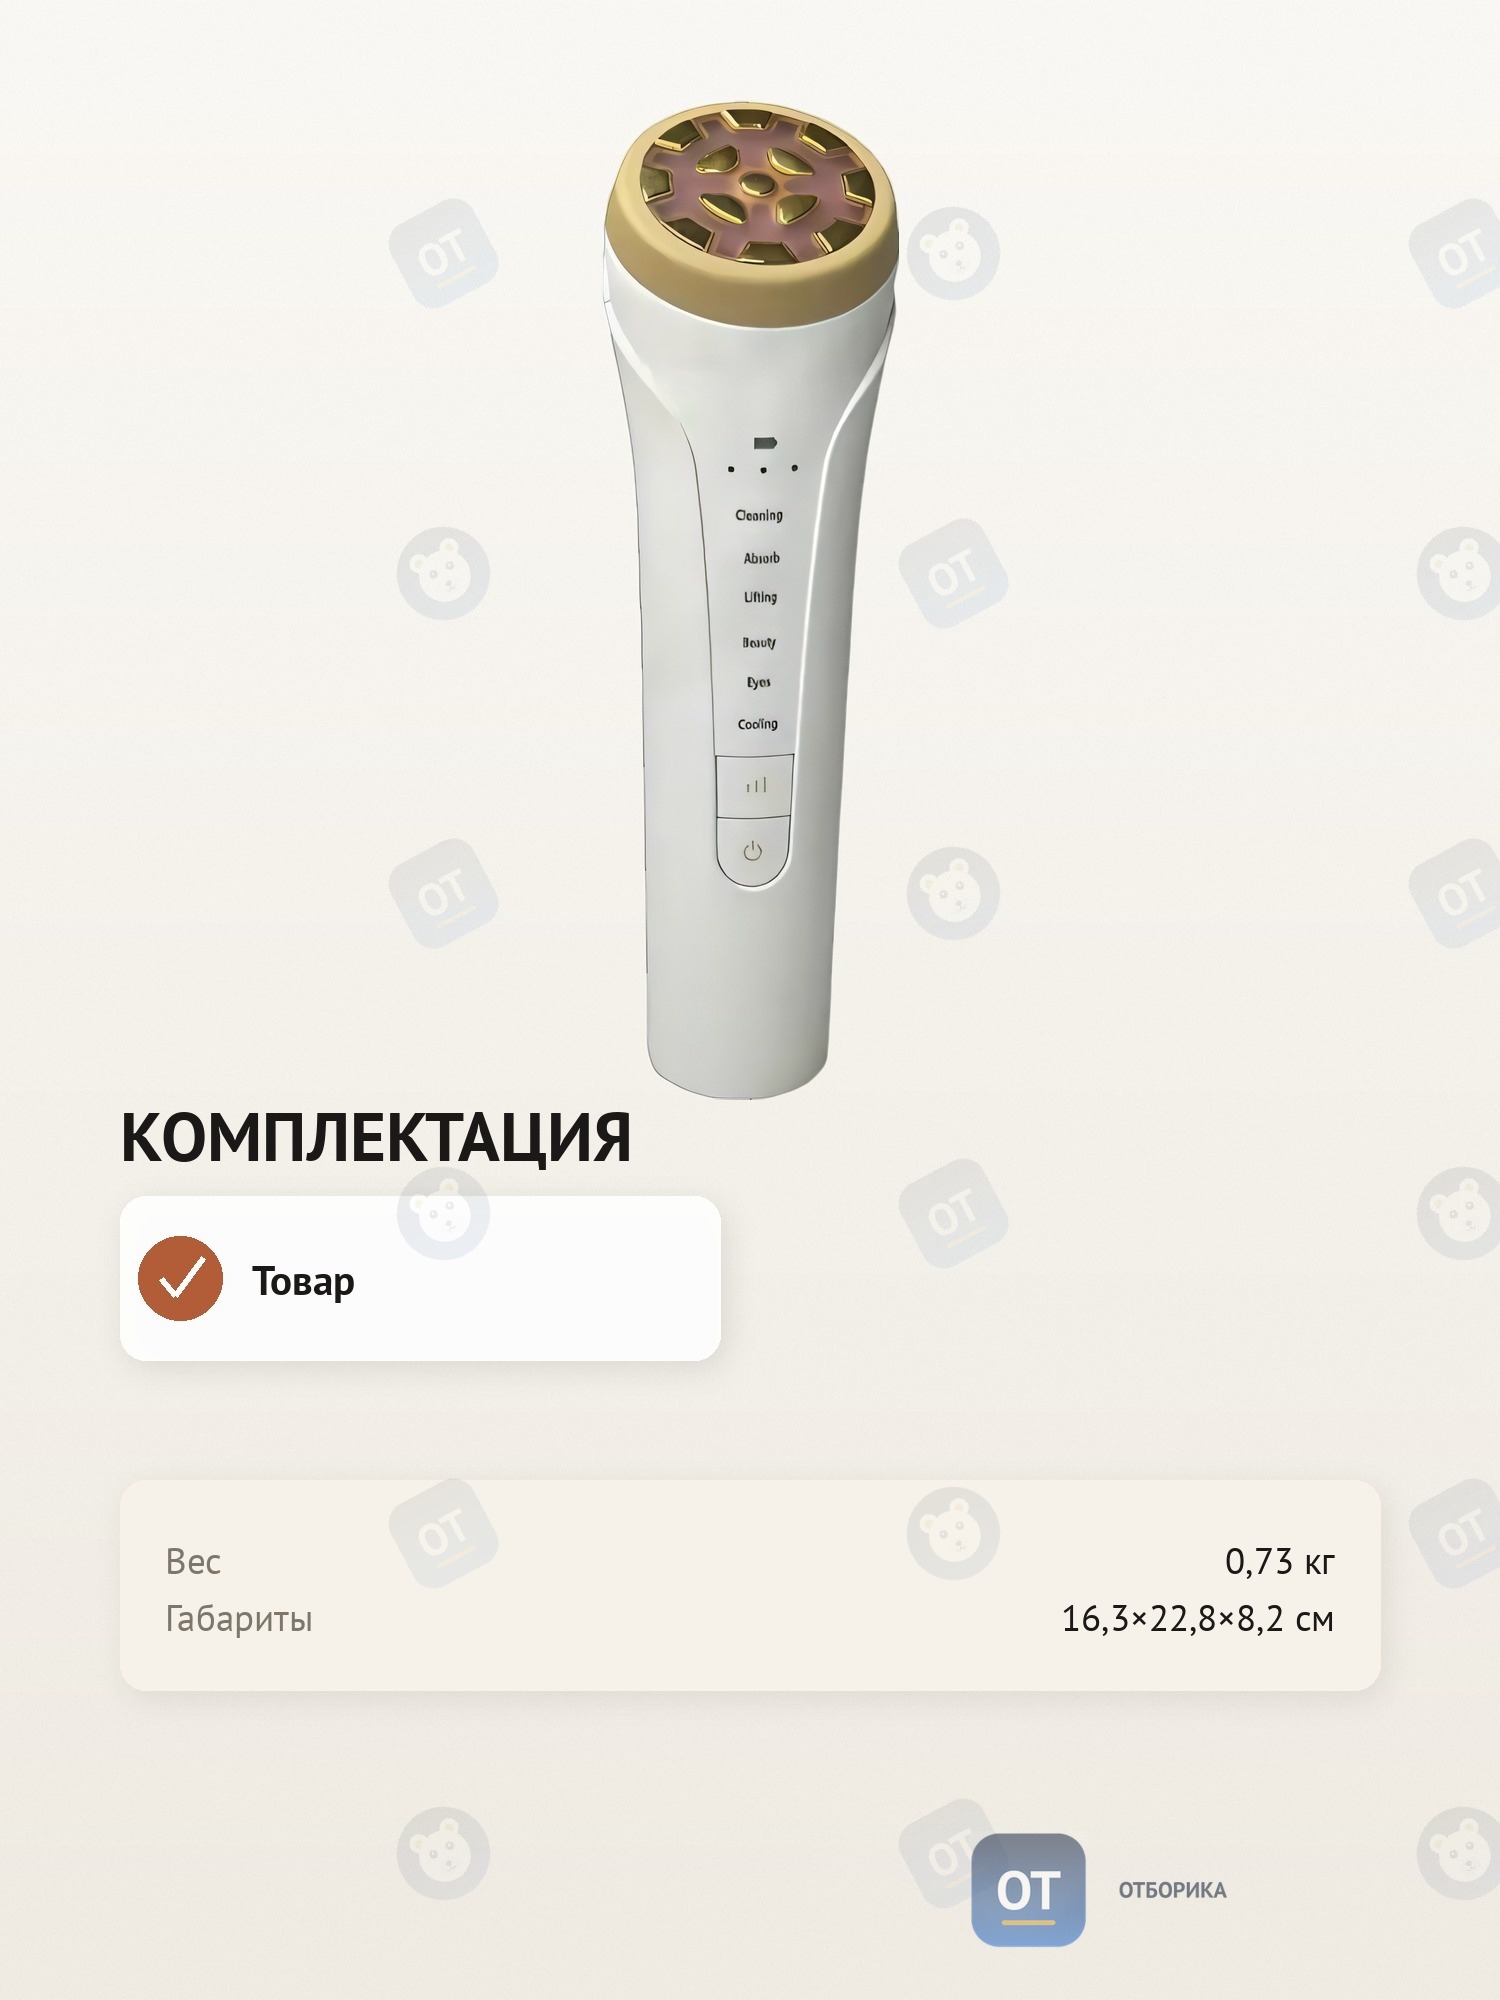 Cleaning
Absorb
Lifting
Beauty
Eyes
Cooling
КОМПЛЕКТАЦИЯ
Товар
Вес 0,73 кг
Габариты 16,3×22,8×8,2 см
ОТ ОТБОРИКА